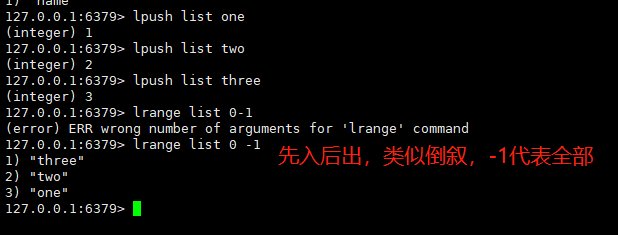 1) "name"
127.0.0.1:6379> lpush list one
(integer) 1
127.0.0.1:6379> lpush list two
(integer) 2
127.0.0.1:6379> lpush list three
(integer) 3
127.0.0.1:6379> lrange list 0-1
(error) ERR wrong number of arguments for 'lrange' command
127.0.0.1:6379> lrange list 0 -1
先入后出，类似倒叙，-1代表全部
1) "three"
2) "two"
3) "one"
127.0.0.1:6379>